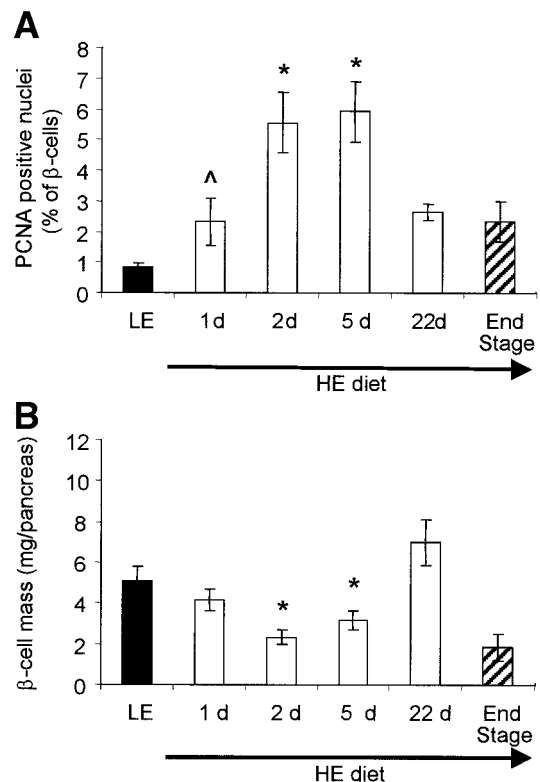 A
PCNA positive nuclei
(% of β-cells)
8
7
6
5
4
3
2
1
0
^
*
*
LE 1d 2d 5 d 22d End
Stage
HE diet
B
β-cell mass (mg/pancreas)
12
10
8
6
4
2
0
*
*
LE 1 d 2 d 5 d 22 d End
Stage
HE diet